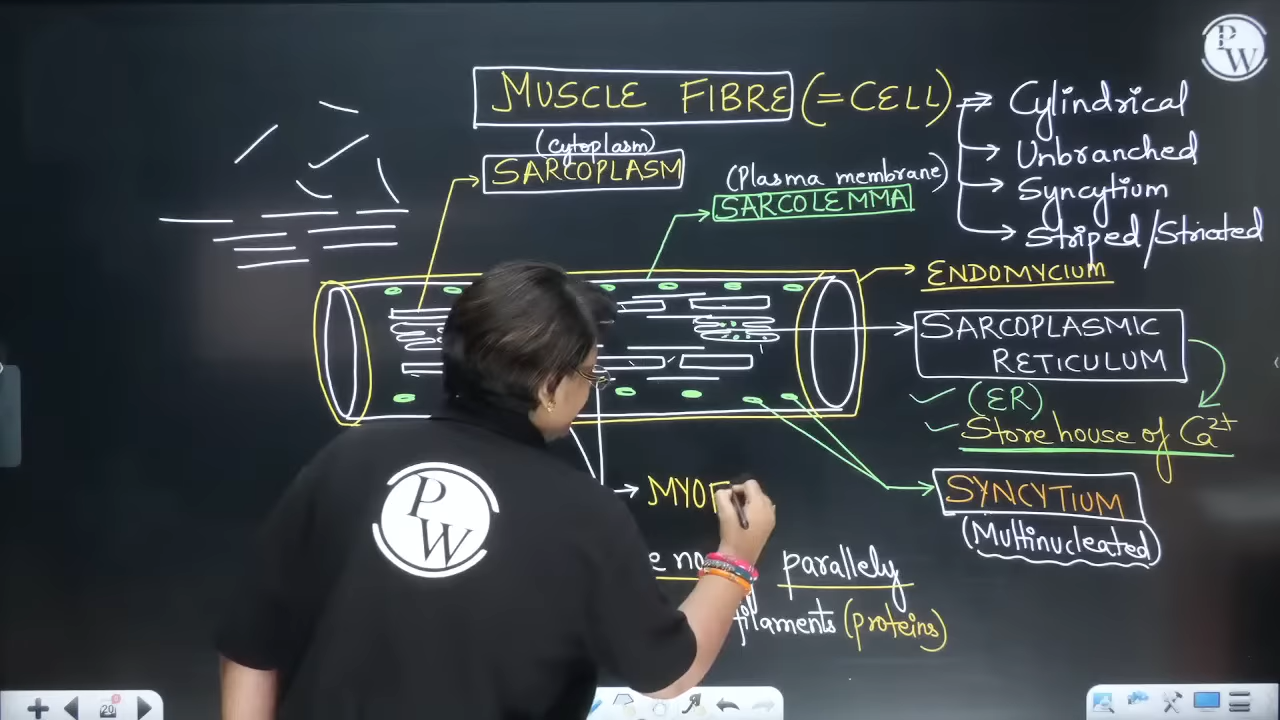 MUSCLE FIBRE (=CELL)
Cylindrical
Unbranched
Syncytium
Striped/Striated
(cytoplasm)
SARCOPLASM
(Plasma membrane)
SARCOLEMMA
ENDOMYCIUM
SARCOPLASMIC
RETICULUM
(ER)
Store house of Ca2+
SYNCYTIUM
(Multinucleated)
MYOF
parallely
filaments (proteins)
PW
PW
20